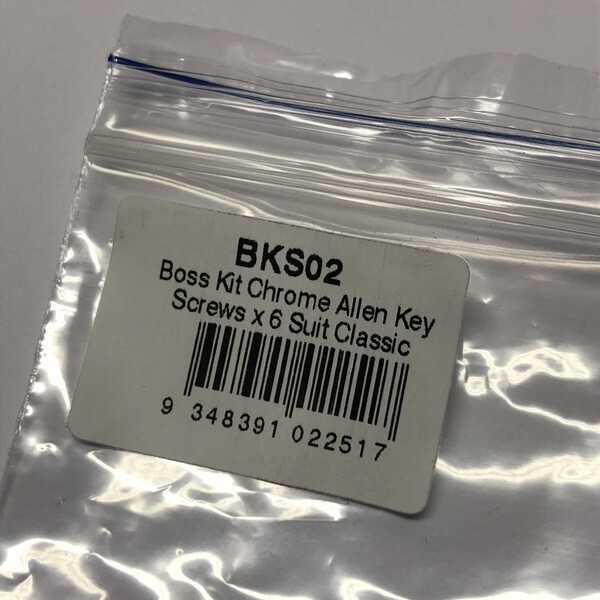 BKS02
Boss Kit Chrome Allen Key
Screws x 6 Suit Classic
9 348391 022517